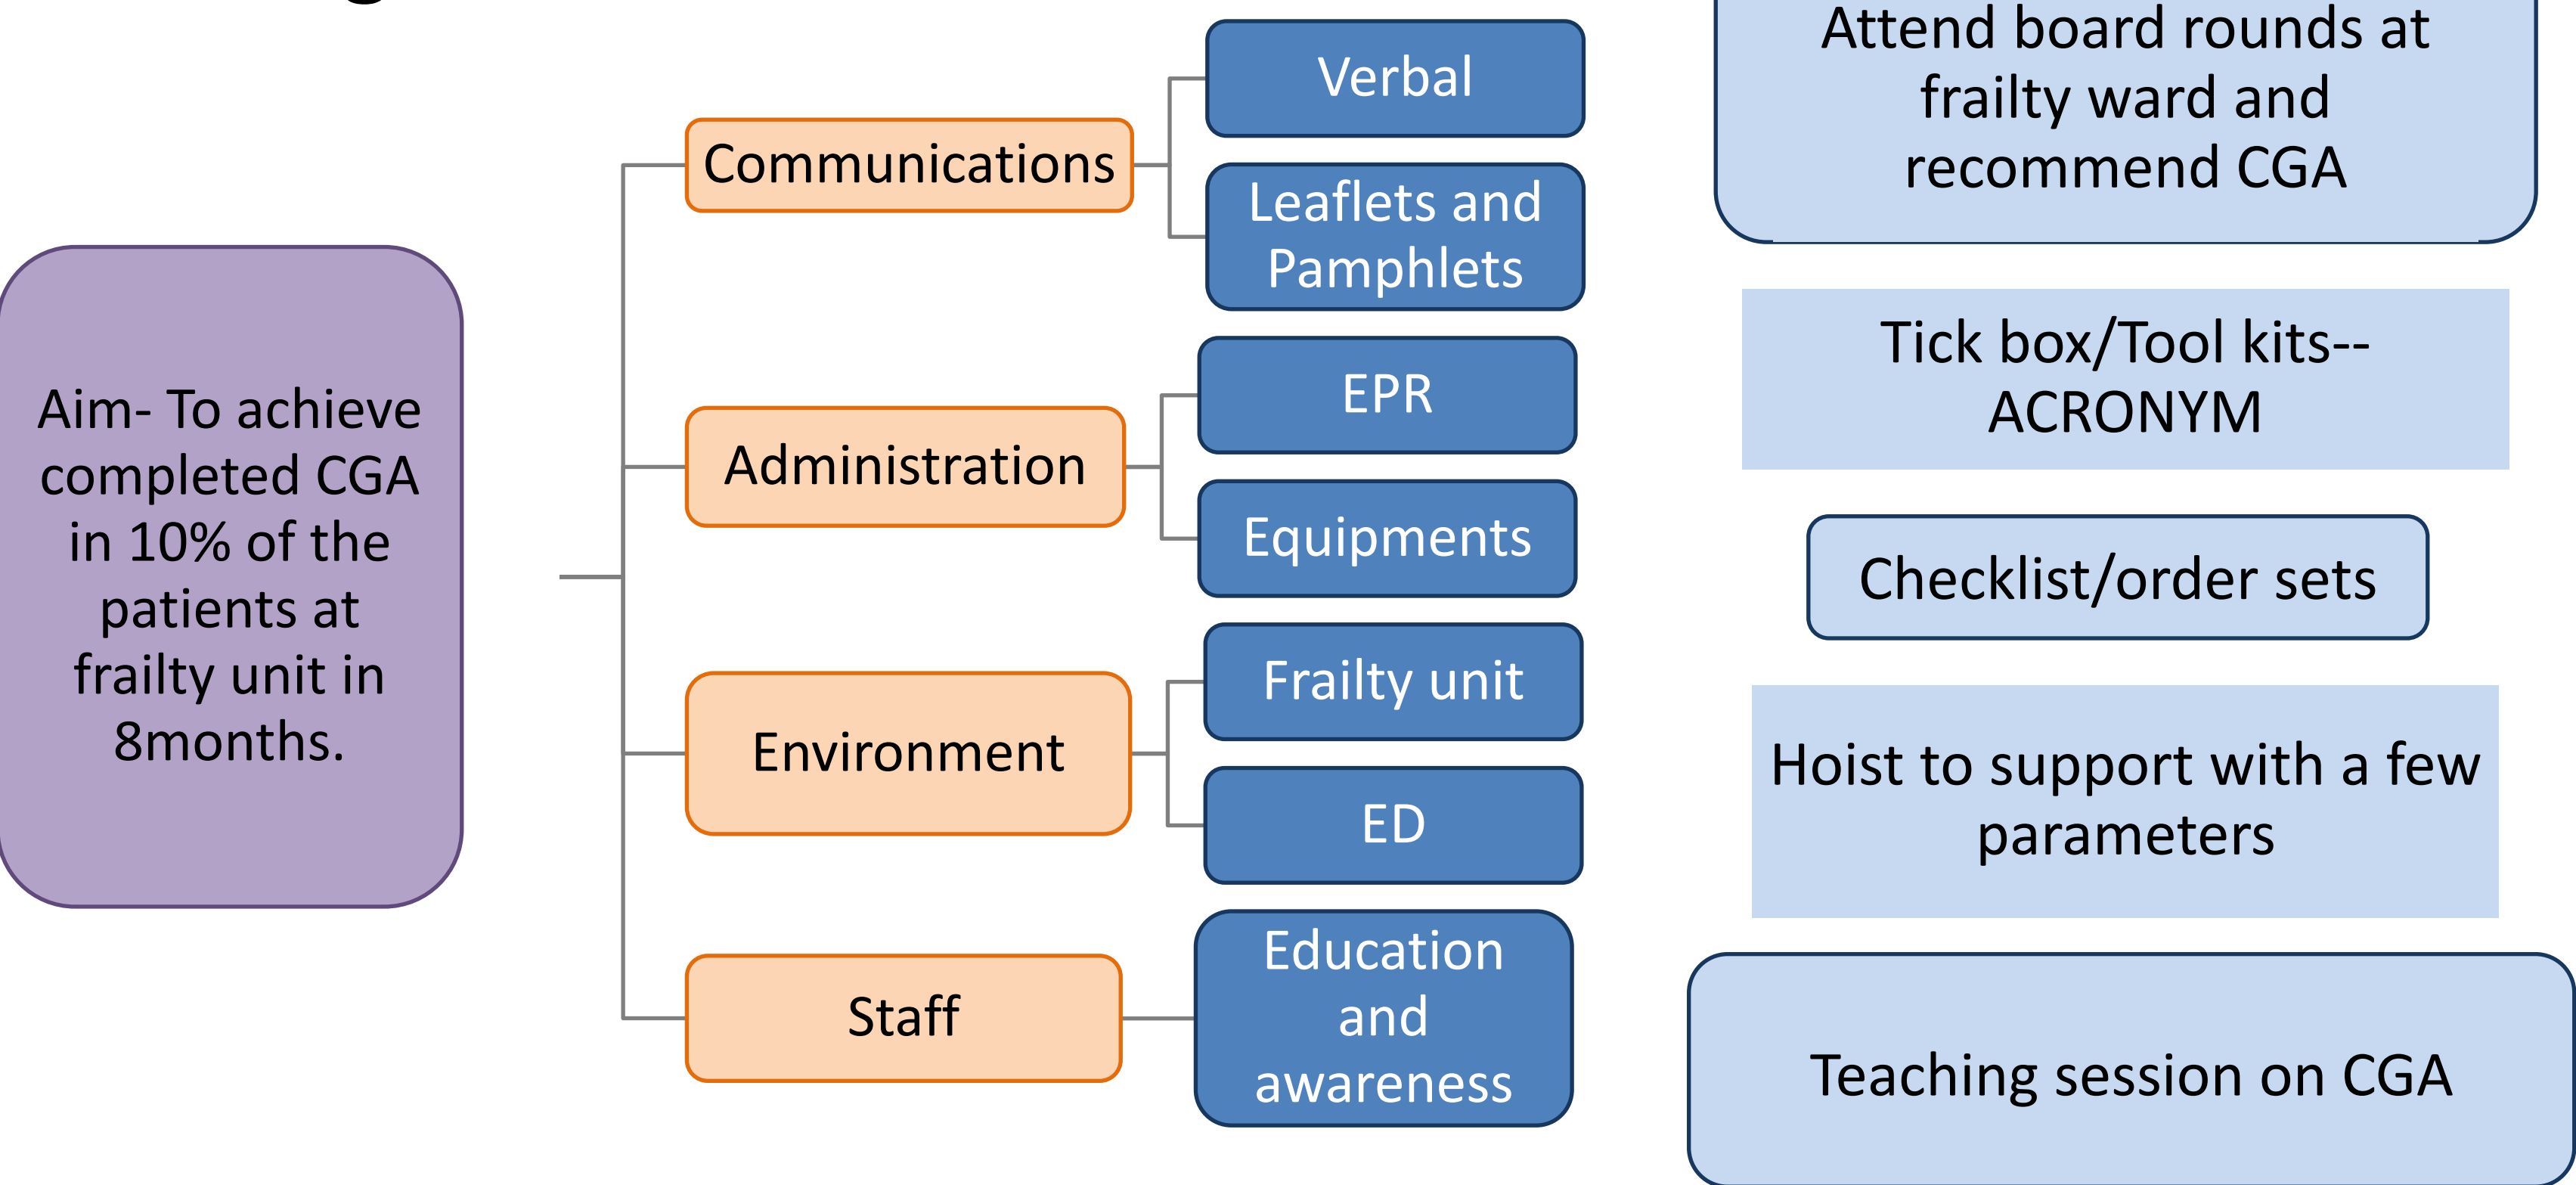 Aim- To achieve
completed CGA
in 10% of the
patients at
frailty unit in
8months.
Communications
Administration
Environment
Staff
Verbal
Leaflets and
Pamphlets
EPR
Equipments
Frailty unit
ED
Education
and
awareness
Attend board rounds at
frailty ward and
recommend CGA
Tick box/Tool kits--
ACRONYM
Checklist/order sets
Hoist to support with a few
parameters
Teaching session on CGA